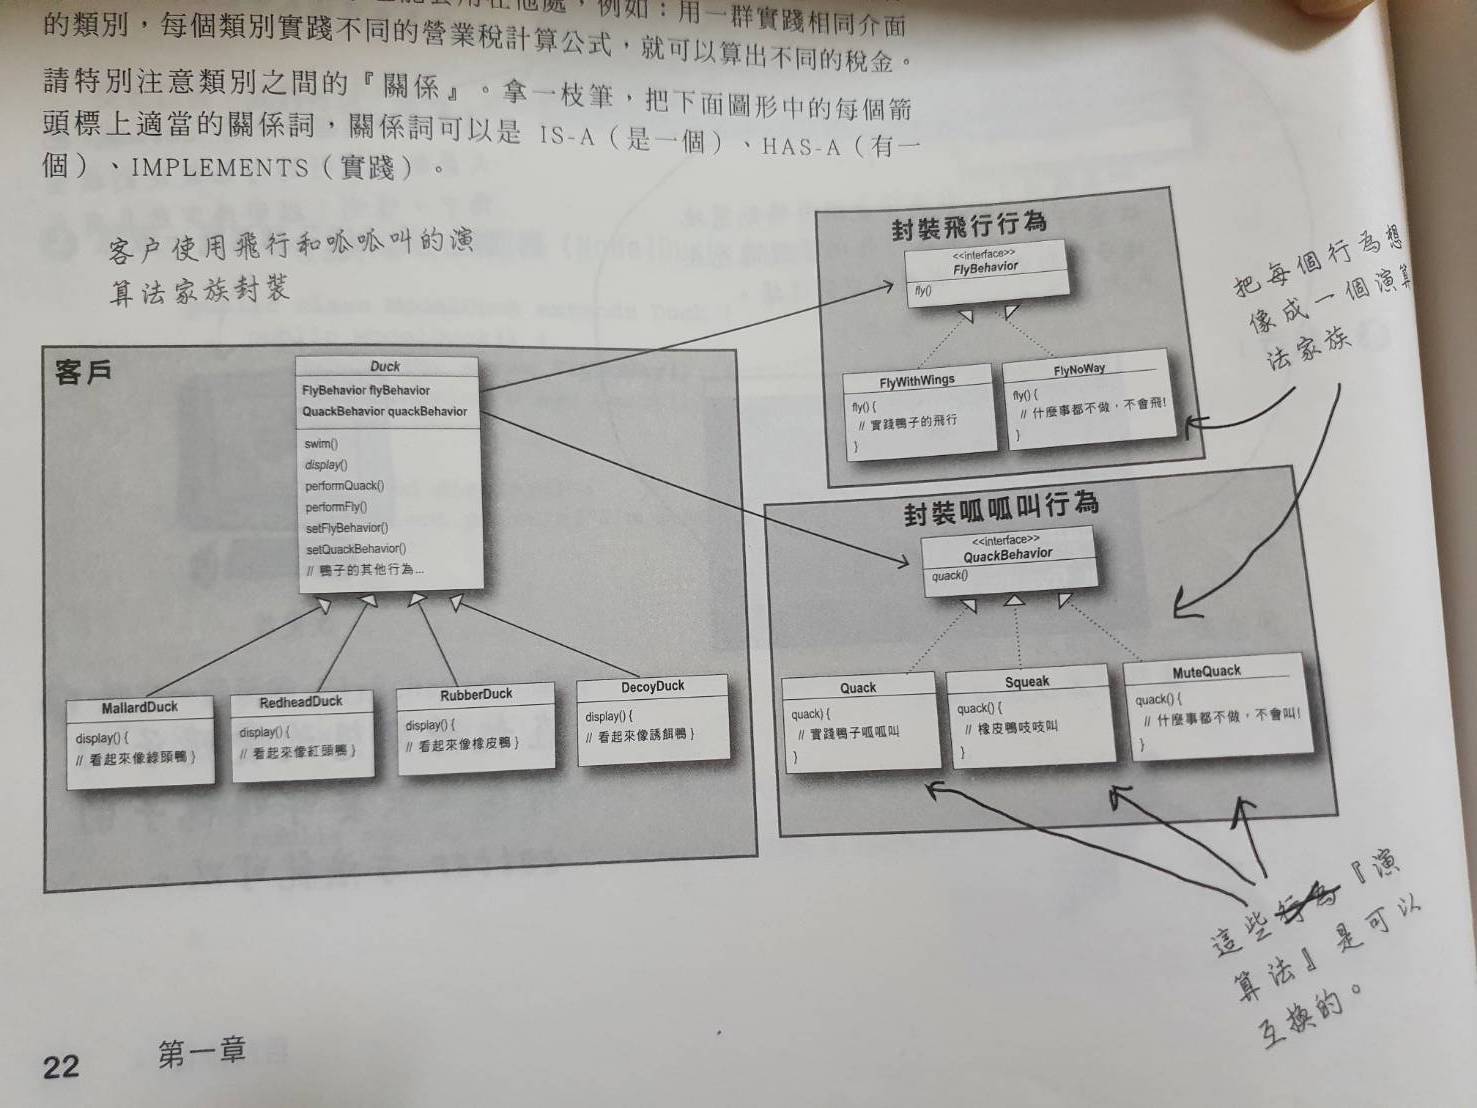 能套用在他處，例如：用一群實踐相同介面
的類別，每個類別實踐不同的營業稅計算公式，就可以算出不同的稅金。
請特別注意類別之間的『關係』。拿一枝筆，把下面圖形中的每個箭
頭標上適當的關係詞，關係詞可以是 IS-A（是一個）、HAS-A（有一
個）、IMPLEMENTS（實踐）。
客戶使用飛行和呱呱叫的演
算法家族封裝
客戶
Duck
FlyBehavior flyBehavior
QuackBehavior quackBehavior
swim()
display()
performQuack()
performFly()
setFlyBehavior()
setQuackBehavior()
// 鴨子的其他行為...
MallardDuck
display() {
// 看起來像綠頭鴨 }
RedheadDuck
display() {
// 看起來像紅頭鴨 }
RubberDuck
display() {
// 看起來像橡皮鴨 }
DecoyDuck
display() {
// 看起來像誘餌鴨 }
封裝飛行行為
<<interface>>
FlyBehavior
fly()
FlyWithWings
fly() {
// 實踐鴨子的飛行
}
FlyNoWay
fly() {
// 什麼事都不做，不會飛!
}
把每個行為想
像成一個演算
法家族
封裝呱呱叫行為
<<interface>>
QuackBehavior
quack()
Quack
quack) {
// 實踐鴨子呱呱叫
}
Squeak
quack() {
// 橡皮鴨吱吱叫
}
MuteQuack
quack() {
// 什麼事都不做，不會叫!
}
這些行為『演
算法』是可以
互換的。
22 第一章